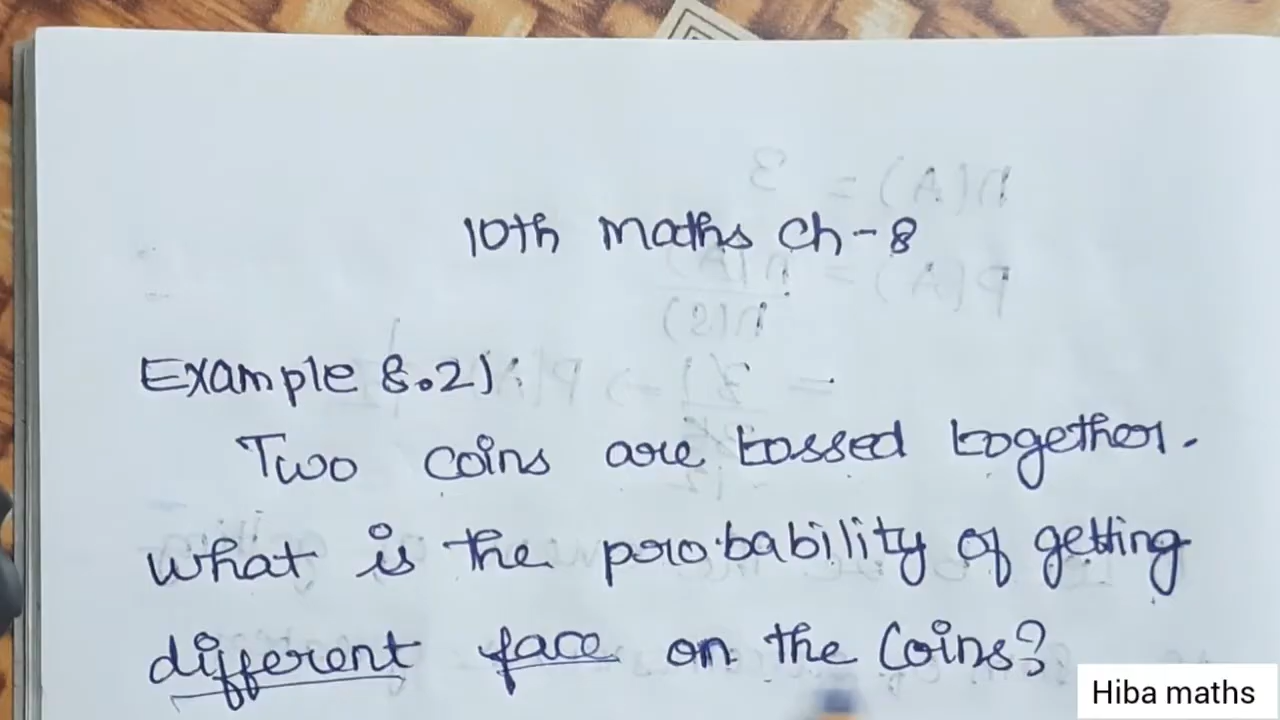 10th maths Ch-8
Example 8.21:
Two coins are tossed together.
what is the probability of getting
different face on the Coins?
Hiba maths